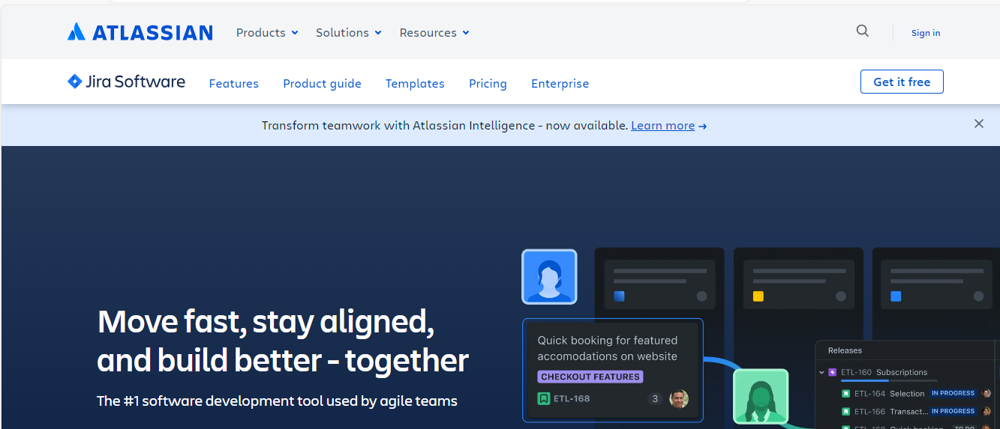 ATLASSIAN Products Solutions Resources Sign in
Jira Software Features Product guide Templates Pricing Enterprise Get it free
Transform teamwork with Atlassian Intelligence - now available. Learn more →
Move fast, stay aligned,
and build better - together
The #1 software development tool used by agile teams
Quick booking for featured
accomodations on website
CHECKOUT FEATURES
ETL-168 3
Releases
ETL-160 Subscriptions
ETL-164 Selection IN PROGRESS
ETL-166 Transact... IN PROGRESS